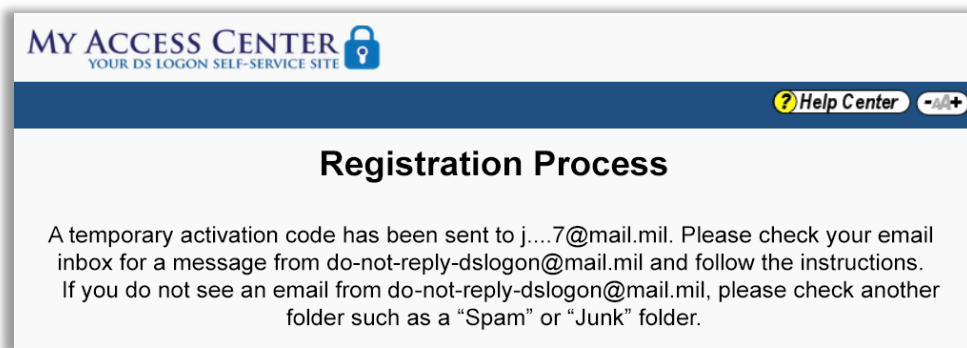 MY ACCESS CENTER
YOUR DS LOGON SELF-SERVICE SITE
? Help Center -AA+
Registration Process
A temporary activation code has been sent to j....7@mail.mil. Please check your email
inbox for a message from do-not-reply-dslogon@mail.mil and follow the instructions.
If you do not see an email from do-not-reply-dslogon@mail.mil, please check another
folder such as a “Spam” or “Junk” folder.